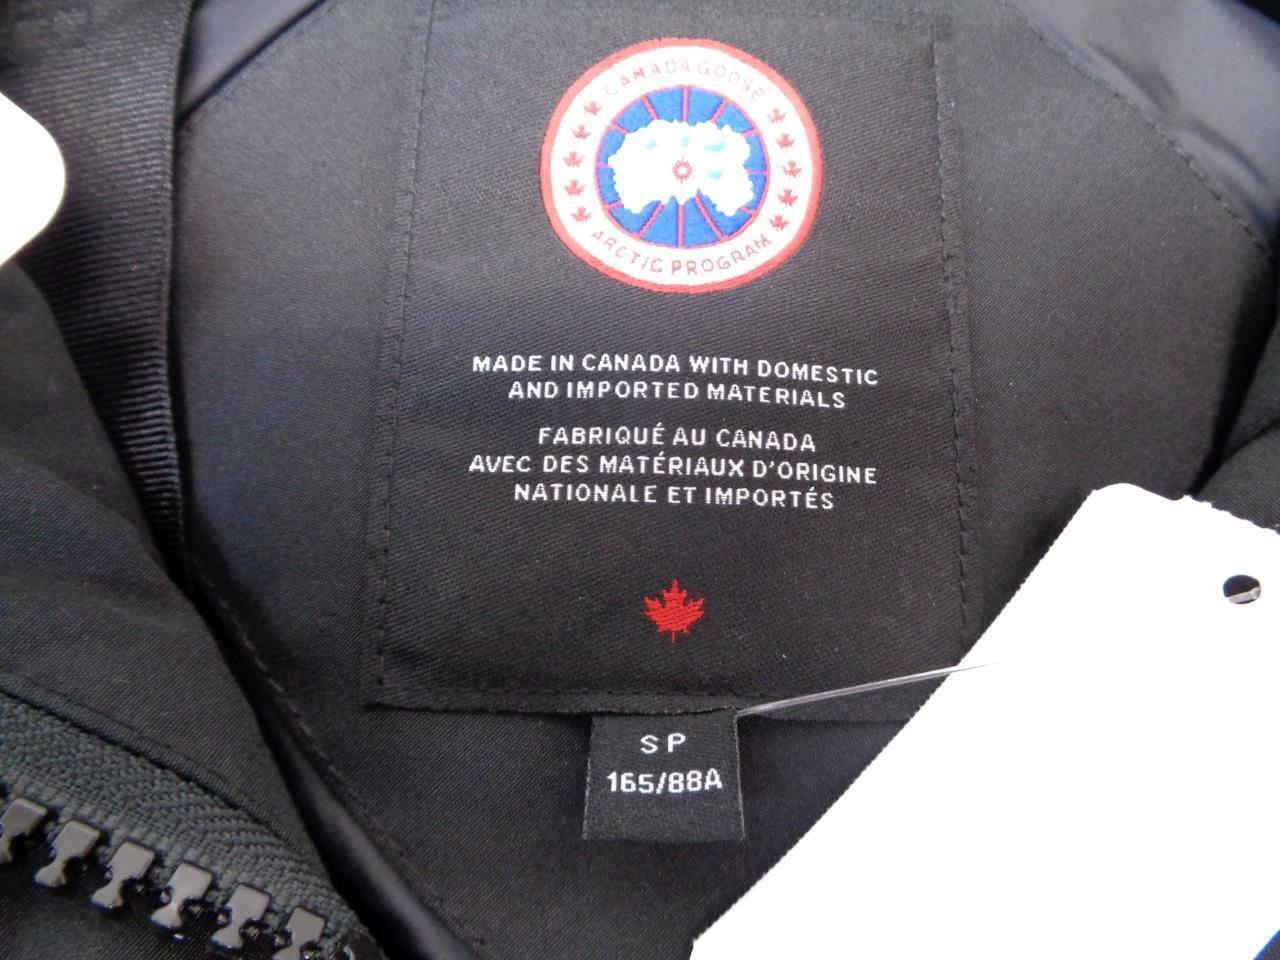 CANADA GOOSE
ARCTIC PROGRAM
MADE IN CANADA WITH DOMESTIC
AND IMPORTED MATERIALS
FABRIQUÉ AU CANADA
AVEC DES MATÉRIAUX D'ORIGINE
NATIONALE ET IMPORTÉS
S P
165/88A